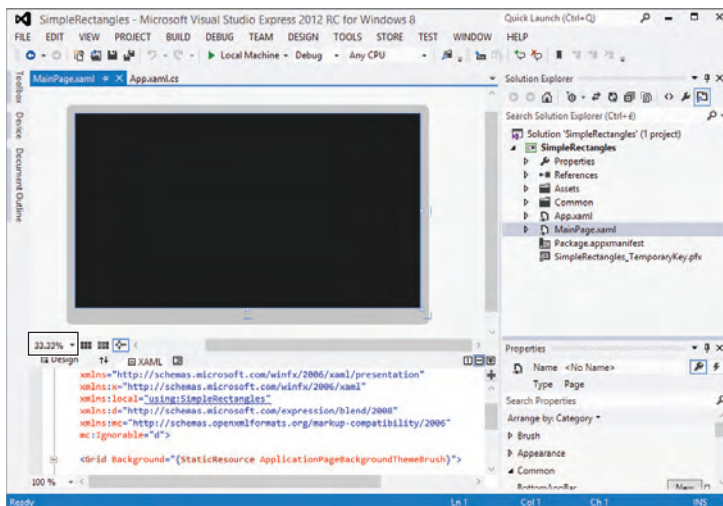 SimpleRectangles - Microsoft Visual Studio Express 2012 RC for Windows 8
Quick Launch (Ctrl+Q)
FILE EDIT VIEW PROJECT BUILD DEBUG TEAM DESIGN TOOLS STORE TEST WINDOW HELP
Local Machine - Debug Any CPU
Toolbox
Device
Document Outline
MainPage.xaml App.xaml.cs
33.33%
Design XAML
xmlns="http://schemas.microsoft.com/winfx/2006/xaml/presentation"
xmlns:x="http://schemas.microsoft.com/winfx/2006/xaml"
xmlns:local="using:SimpleRectangles"
xmlns:d="http://schemas.microsoft.com/expression/blend/2008"
xmlns:mc="http://schemas.openxmlformats.org/markup-compatibility/2006"
mc:Ignorable="d">
<Grid Background="{StaticResource ApplicationPageBackgroundThemeBrush}">
100 %
Solution Explorer
Search Solution Explorer (Ctrl+é)
Solution 'SimpleRectangles' (1 project)
SimpleRectangles
Properties
References
Assets
Common
App.xaml
MainPage.xaml
Package.appxmanifest
SimpleRectangles_TemporaryKey.pfx
Properties
Name <No Name>
Type Page
Search Properties
Arrange by: Category
Brush
Appearance
Common
BottomAppBar New
Ready Ln 1 Col 1 Ch 1 INS